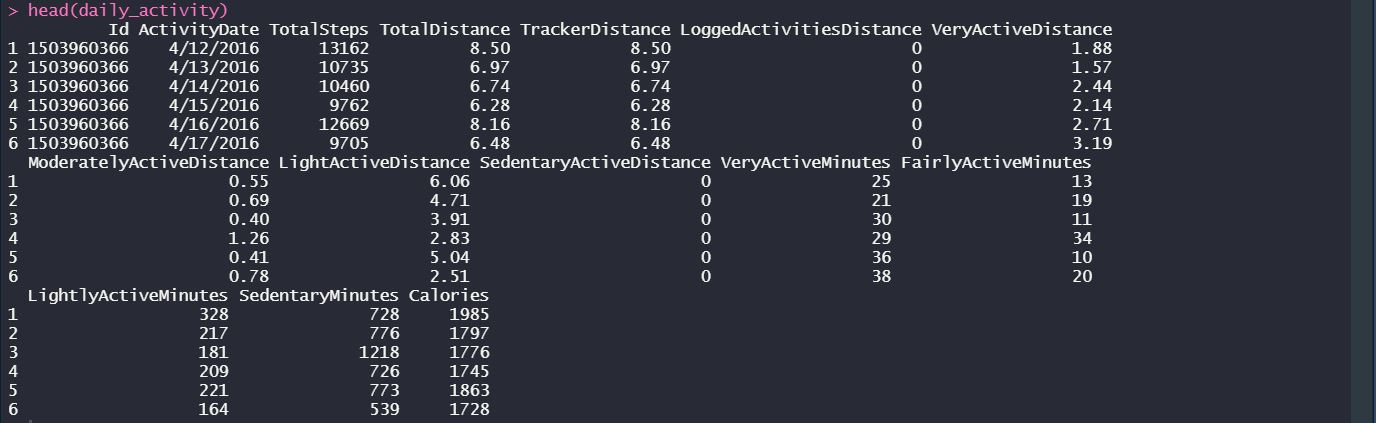 > head(daily_activity)
          Id ActivityDate TotalSteps TotalDistance TrackerDistance LoggedActivitiesDistance VeryActiveDistance
1 1503960366    4/12/2016      13162          8.50            8.50                        0               1.88
2 1503960366    4/13/2016      10735          6.97            6.97                        0               1.57
3 1503960366    4/14/2016      10460          6.74            6.74                        0               2.44
4 1503960366    4/15/2016       9762          6.28            6.28                        0               2.14
5 1503960366    4/16/2016      12669          8.16            8.16                        0               2.71
6 1503960366    4/17/2016       9705          6.48            6.48                        0               3.19
  ModeratelyActiveDistance LightActiveDistance SedentaryActiveDistance VeryActiveMinutes FairlyActiveMinutes
1                     0.55                6.06                       0                25                  13
2                     0.69                4.71                       0                21                  19
3                     0.40                3.91                       0                30                  11
4                     1.26                2.83                       0                29                  34
5                     0.41                5.04                       0                36                  10
6                     0.78                2.51                       0                38                  20
  LightlyActiveMinutes SedentaryMinutes Calories
1                  328              728     1985
2                  217              776     1797
3                  181             1218     1776
4                  209              726     1745
5                  221              773     1863
6                  164              539     1728